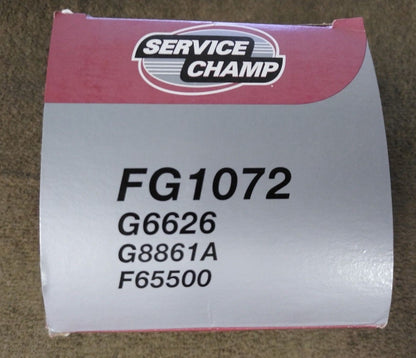 SERVICE
CHAMP
FG1072
G6626
G8861A
F65500